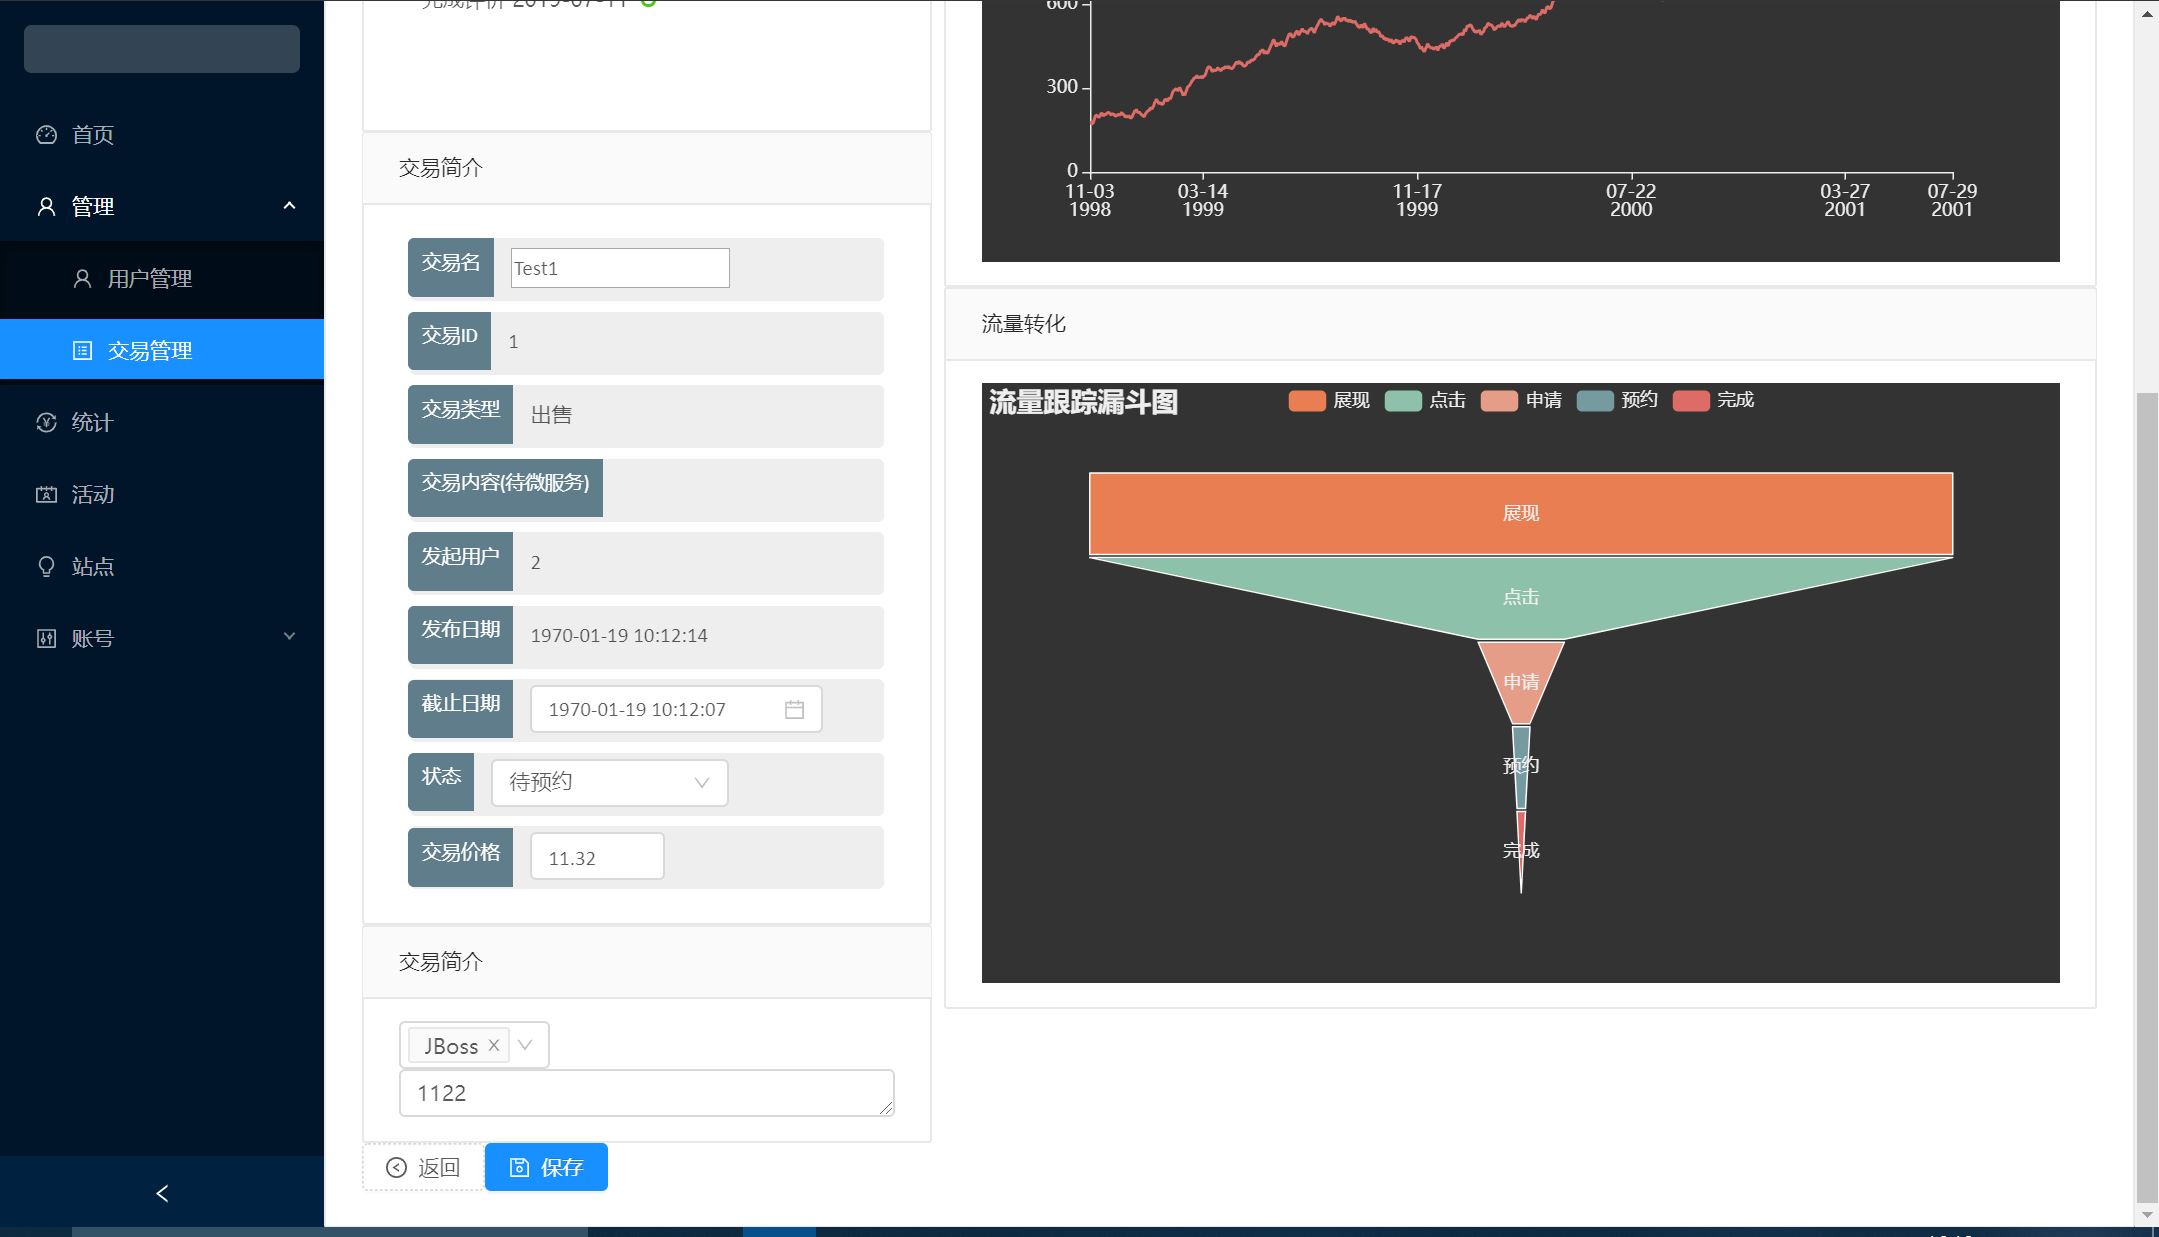 首页
管理
用户管理
交易管理
统计
活动
站点
账号
完成评价 2019-07-11
交易简介
交易名 Test1
交易ID 1
交易类型 出售
交易内容(待微服务)
发起用户 2
发布日期 1970-01-19 10:12:14
截止日期 1970-01-19 10:12:07
状态 待预约
交易价格 11.32
交易简介
JBoss
1122
返回 保存
600
300
0
11-03 03-14 11-17 07-22 03-27 07-29
1998 1999 1999 2000 2001 2001
流量转化
流量跟踪漏斗图 展现 点击 申请 预约 完成
展现
点击
申请
预约
完成